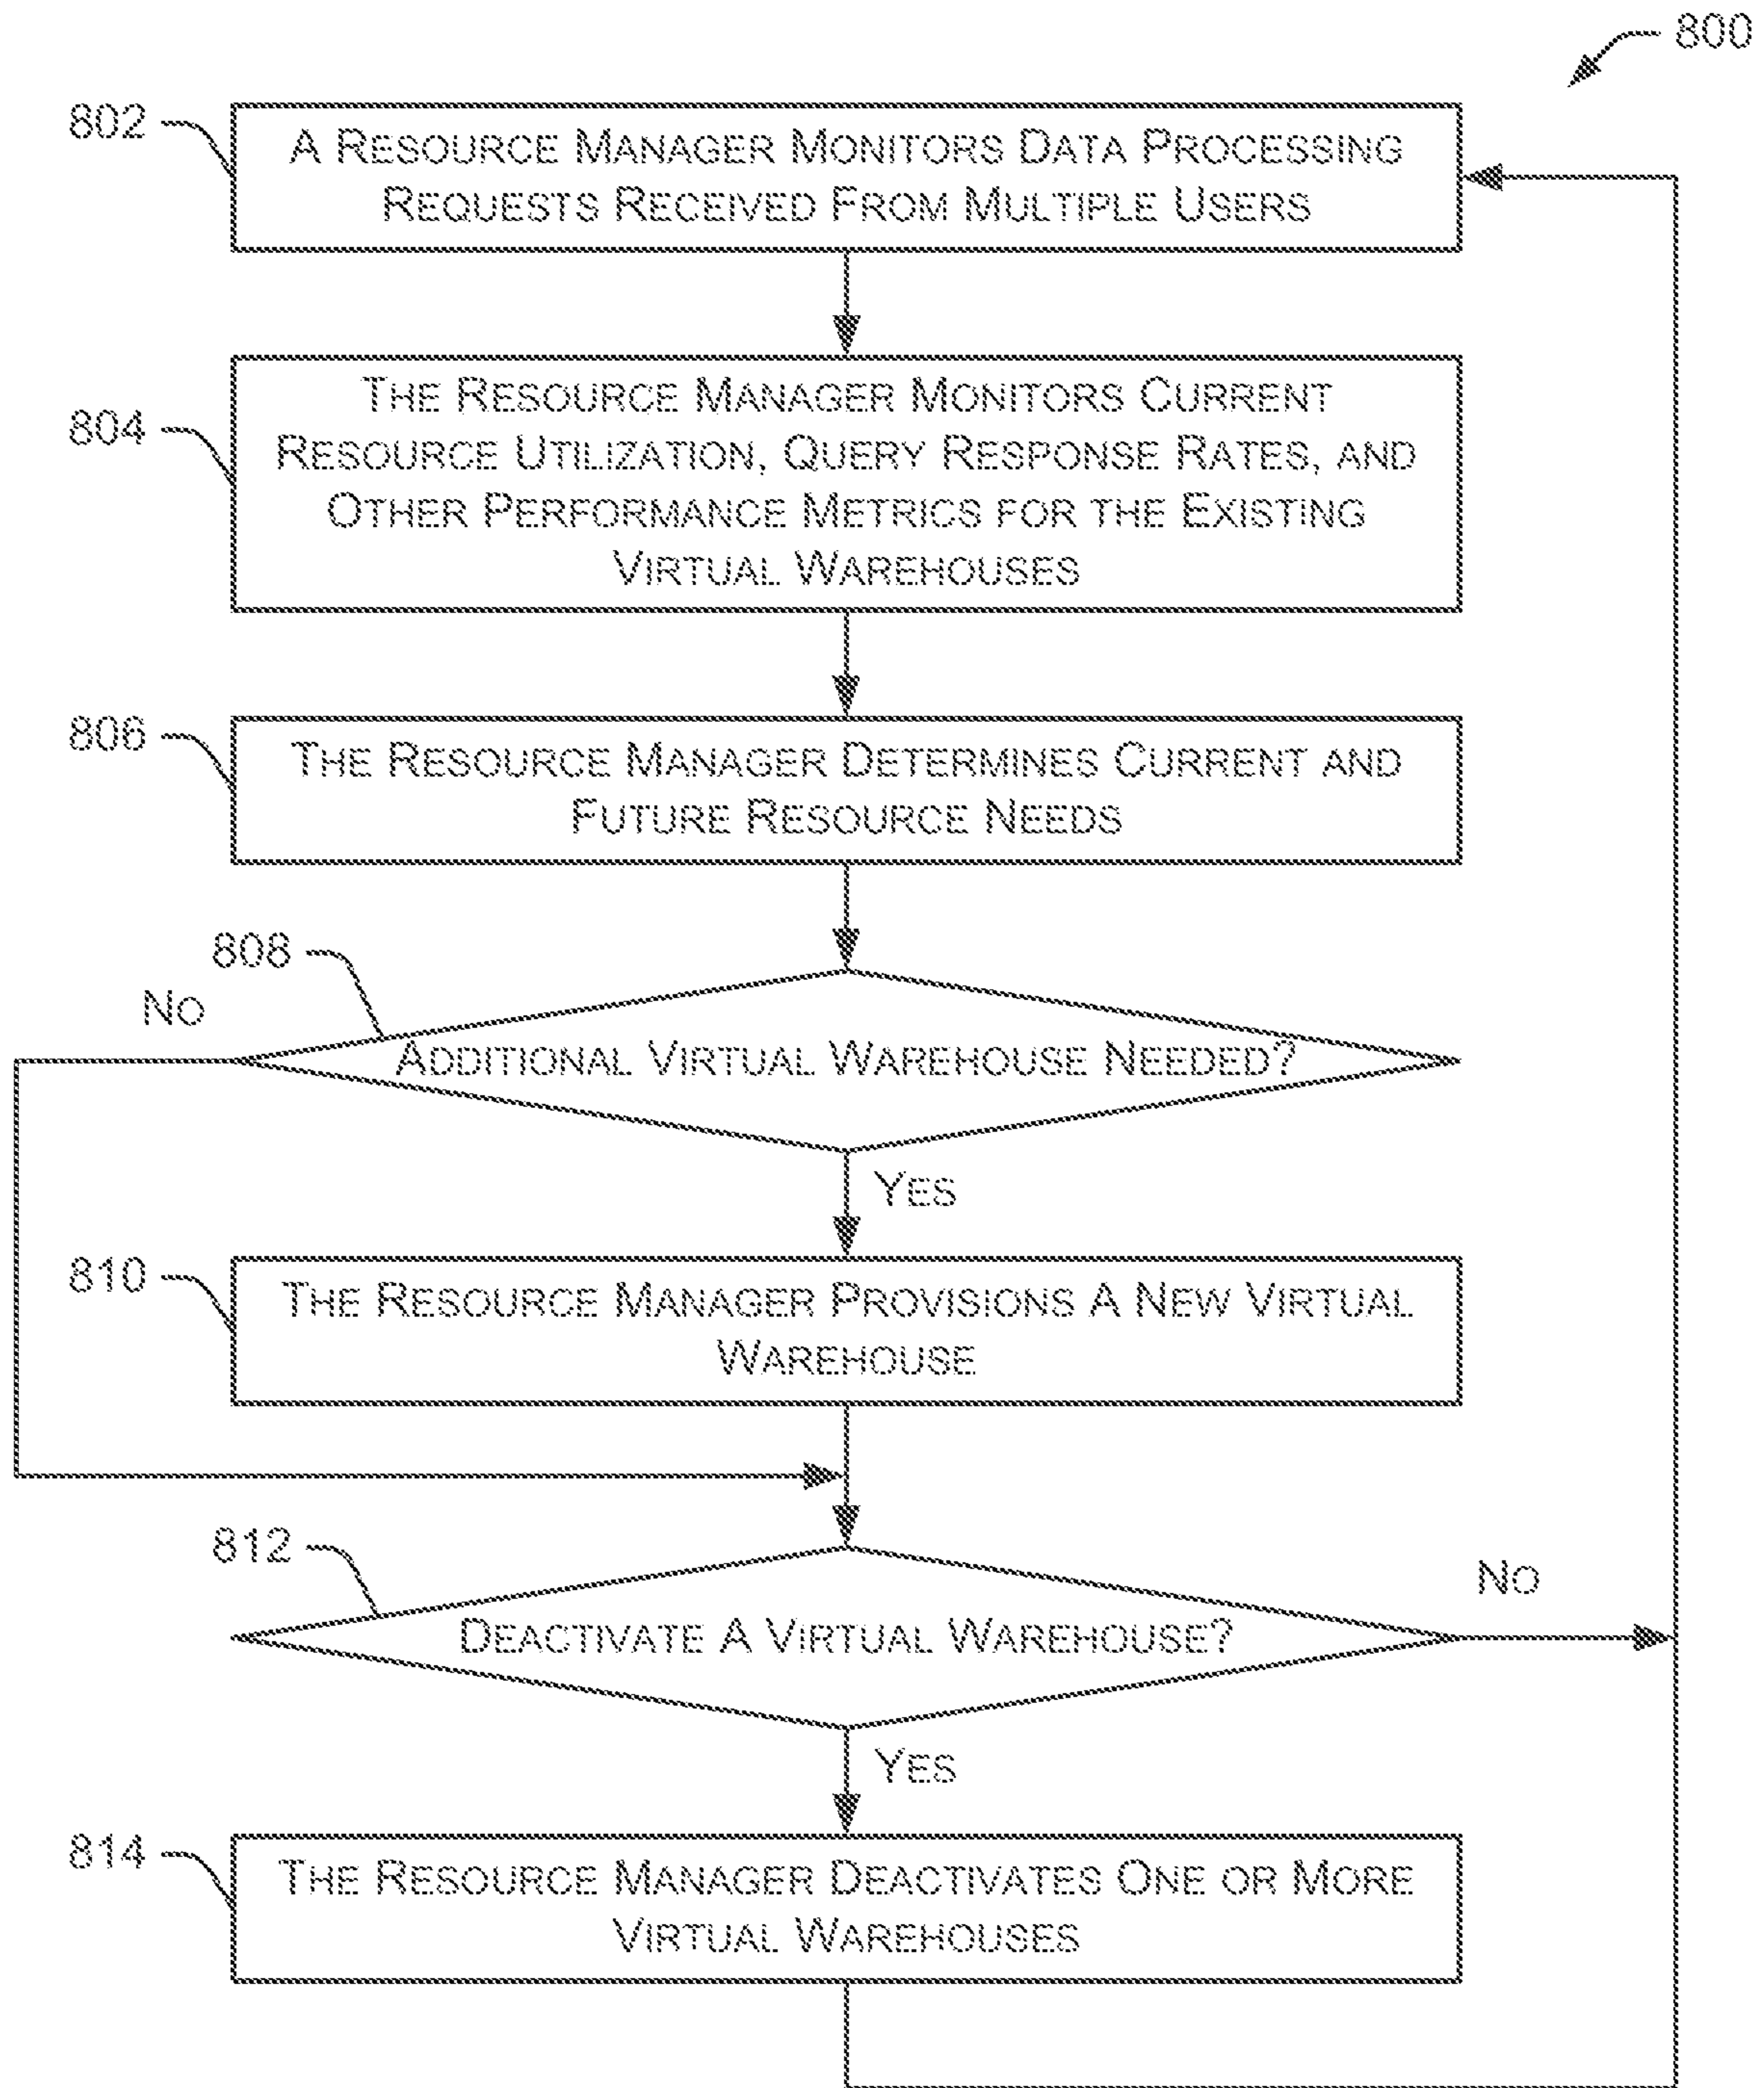 800
802
A RESOURCE MANAGER MONITORS DATA PROCESSING
REQUESTS RECEIVED FROM MULTIPLE USERS
804
THE RESOURCE MANAGER MONITORS CURRENT
RESOURCE UTILIZATION, QUERY RESPONSE RATES, AND
OTHER PERFORMANCE METRICS FOR THE EXISTING
VIRTUAL WAREHOUSES
806
THE RESOURCE MANAGER DETERMINES CURRENT AND
FUTURE RESOURCE NEEDS
808
NO
ADDITIONAL VIRTUAL WAREHOUSE NEEDED?
YES
810
THE RESOURCE MANAGER PROVISIONS A NEW VIRTUAL
WAREHOUSE
812
NO
DEACTIVATE A VIRTUAL WAREHOUSE?
YES
814
THE RESOURCE MANAGER DEACTIVATES ONE OR MORE
VIRTUAL WAREHOUSES